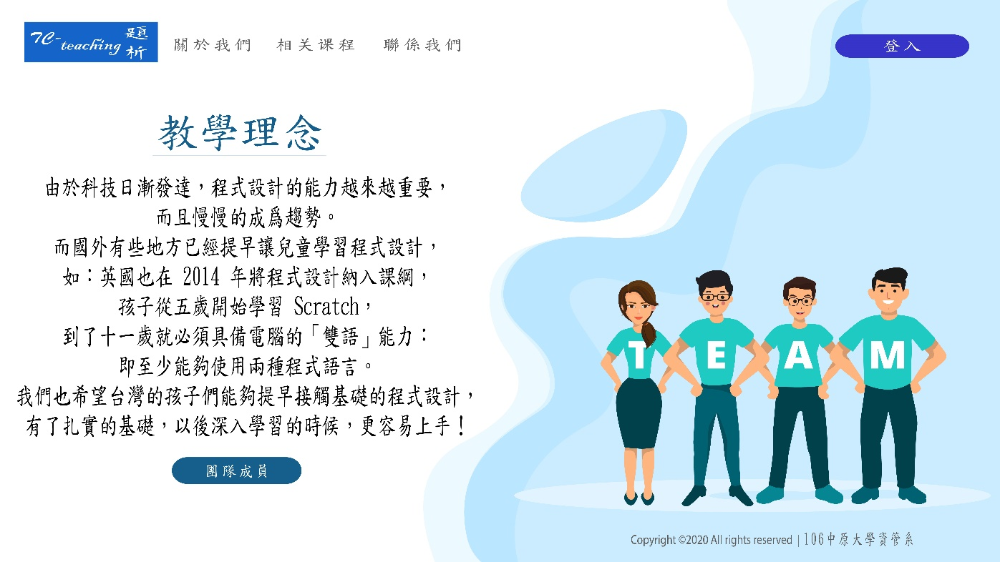 TC-teaching 題析
關於我們 相关课程 聯係我們
登入
教學理念
由於科技日漸發達，程式設計的能力越來越重要，
而且慢慢的成爲趨勢。
而國外有些地方已經提早讓兒童學習程式設計，
如：英國也在 2014 年將程式設計納入課綱，
孩子從五歲開始學習 Scratch，
到了十一歲就必須具備電腦的「雙語」能力：
即至少能夠使用兩種程式語言。
我們也希望台灣的孩子們能夠提早接觸基礎的程式設計，
有了扎實的基礎，以後深入學習的時候，更容易上手！
團隊成員
TEAM
Copyright ©2020 All rights reserved | 106中原大學資管系